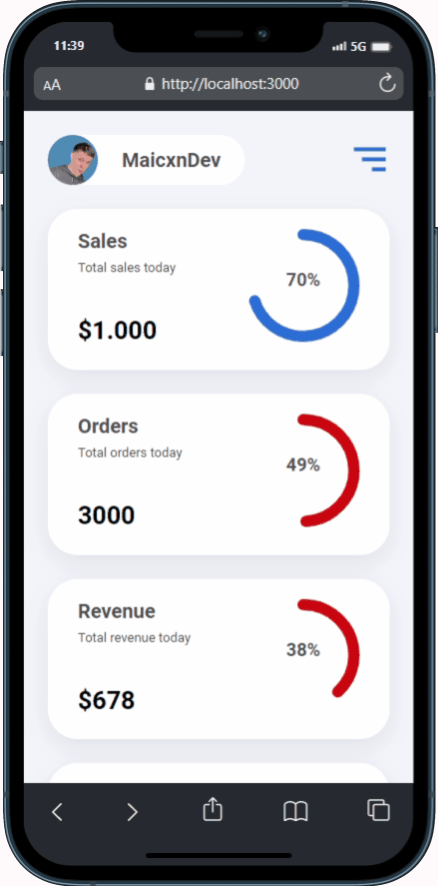 11:39
5G
AA
http://localhost:3000
MaicxnDev
Sales
Total sales today
70%
$1.000
Orders
Total orders today
49%
3000
Revenue
Total revenue today
38%
$678